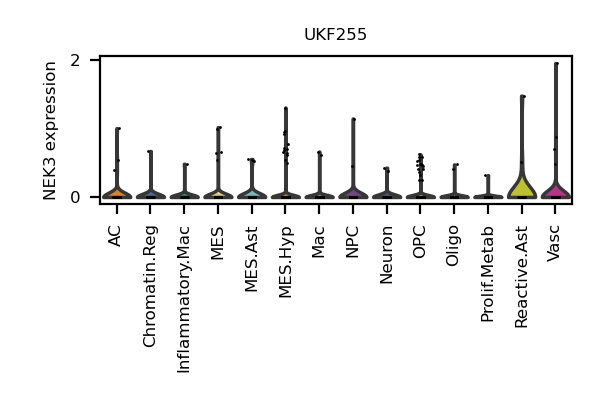 UKF255
NEK3 expression
2
0
AC
Chromatin.Reg
Inflammatory.Mac
MES
MES.Ast
MES.Hyp
Mac
NPC
Neuron
OPC
Oligo
Prolif.Metab
Reactive.Ast
Vasc